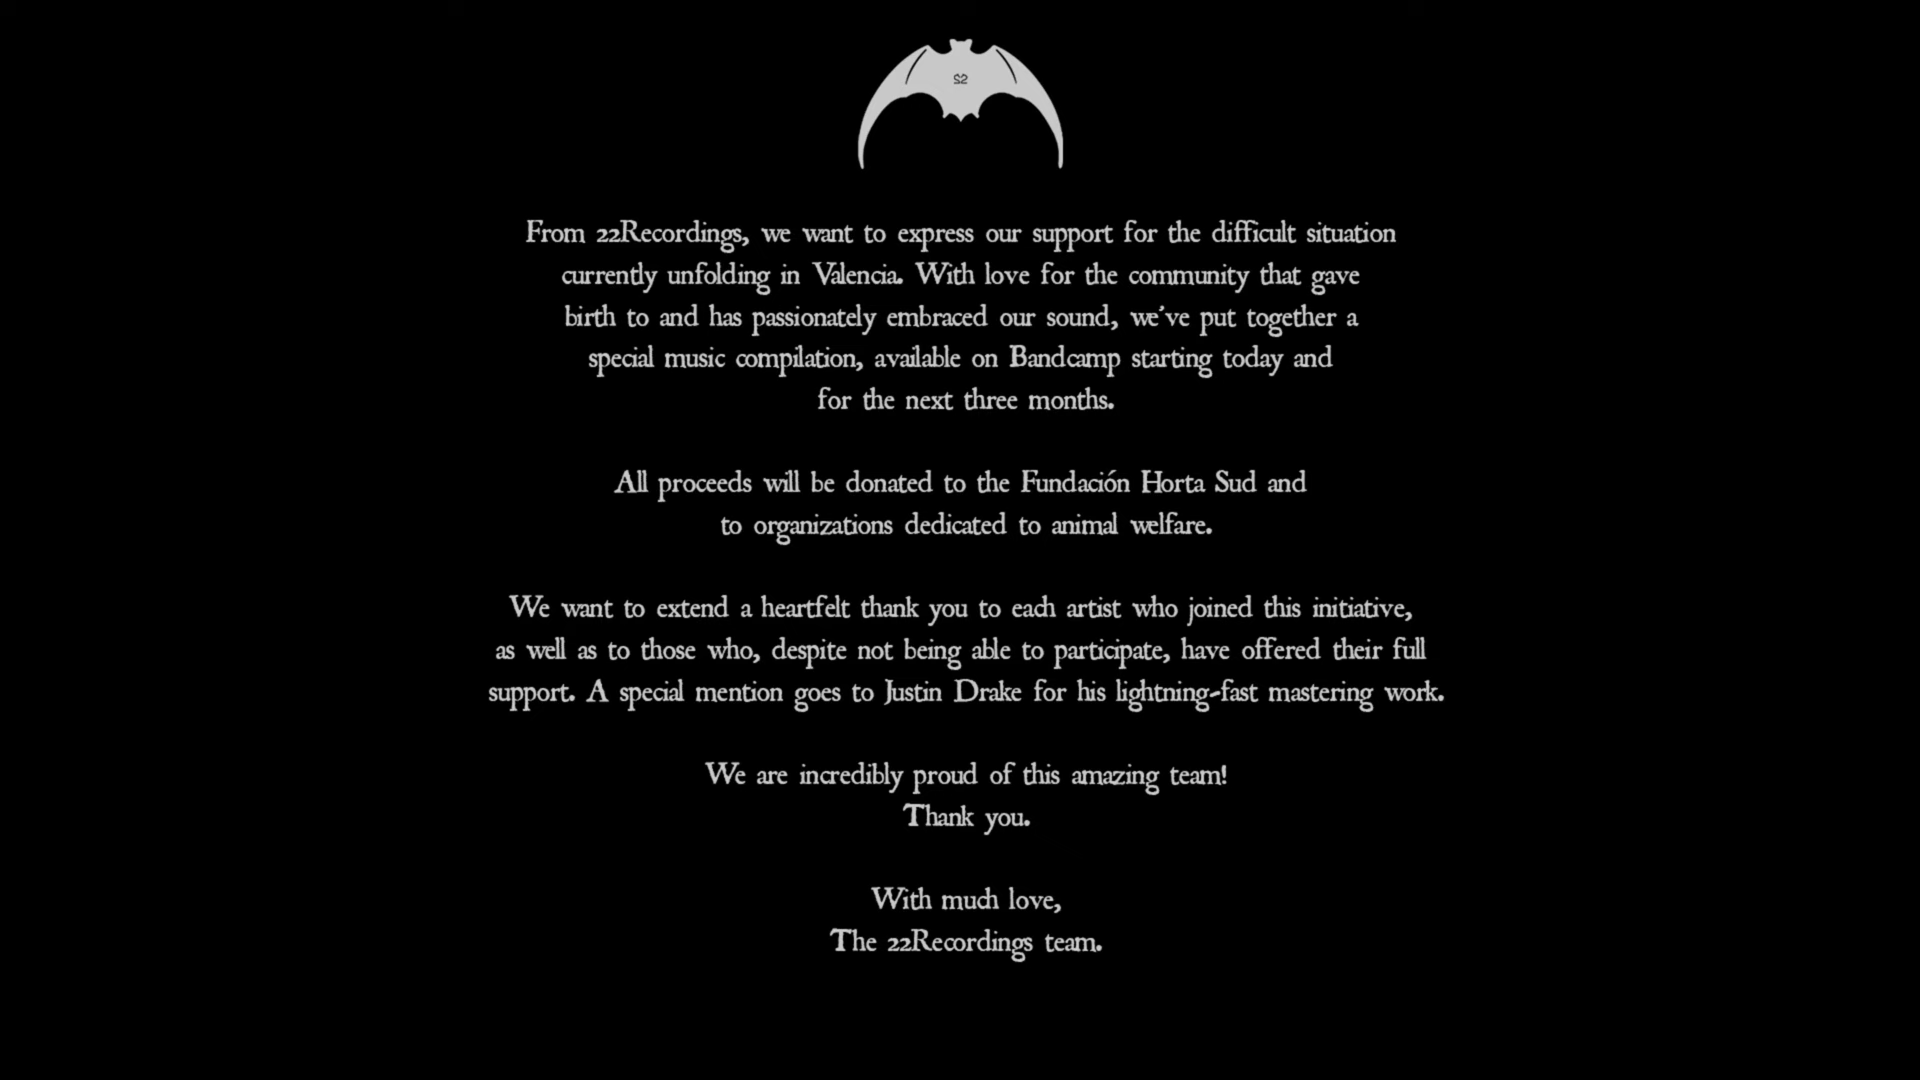 22
From 22Recordings, we want to express our support for the difficult situation
currently unfolding in Valencia. With love for the community that gave
birth to and has passionately embraced our sound, we've put together a
special music compilation, available on Bandcamp starting today and
for the next three months.
All proceeds will be donated to the Fundación Horta Sud and
to organizations dedicated to animal welfare.
We want to extend a heartfelt thank you to each artist who joined this initiative,
as well as to those who, despite not being able to participate, have offered their full
support. A special mention goes to Justin Drake for his lightning-fast mastering work.
We are incredibly proud of this amazing team!
Thank you.
With much love,
The 22Recordings team.